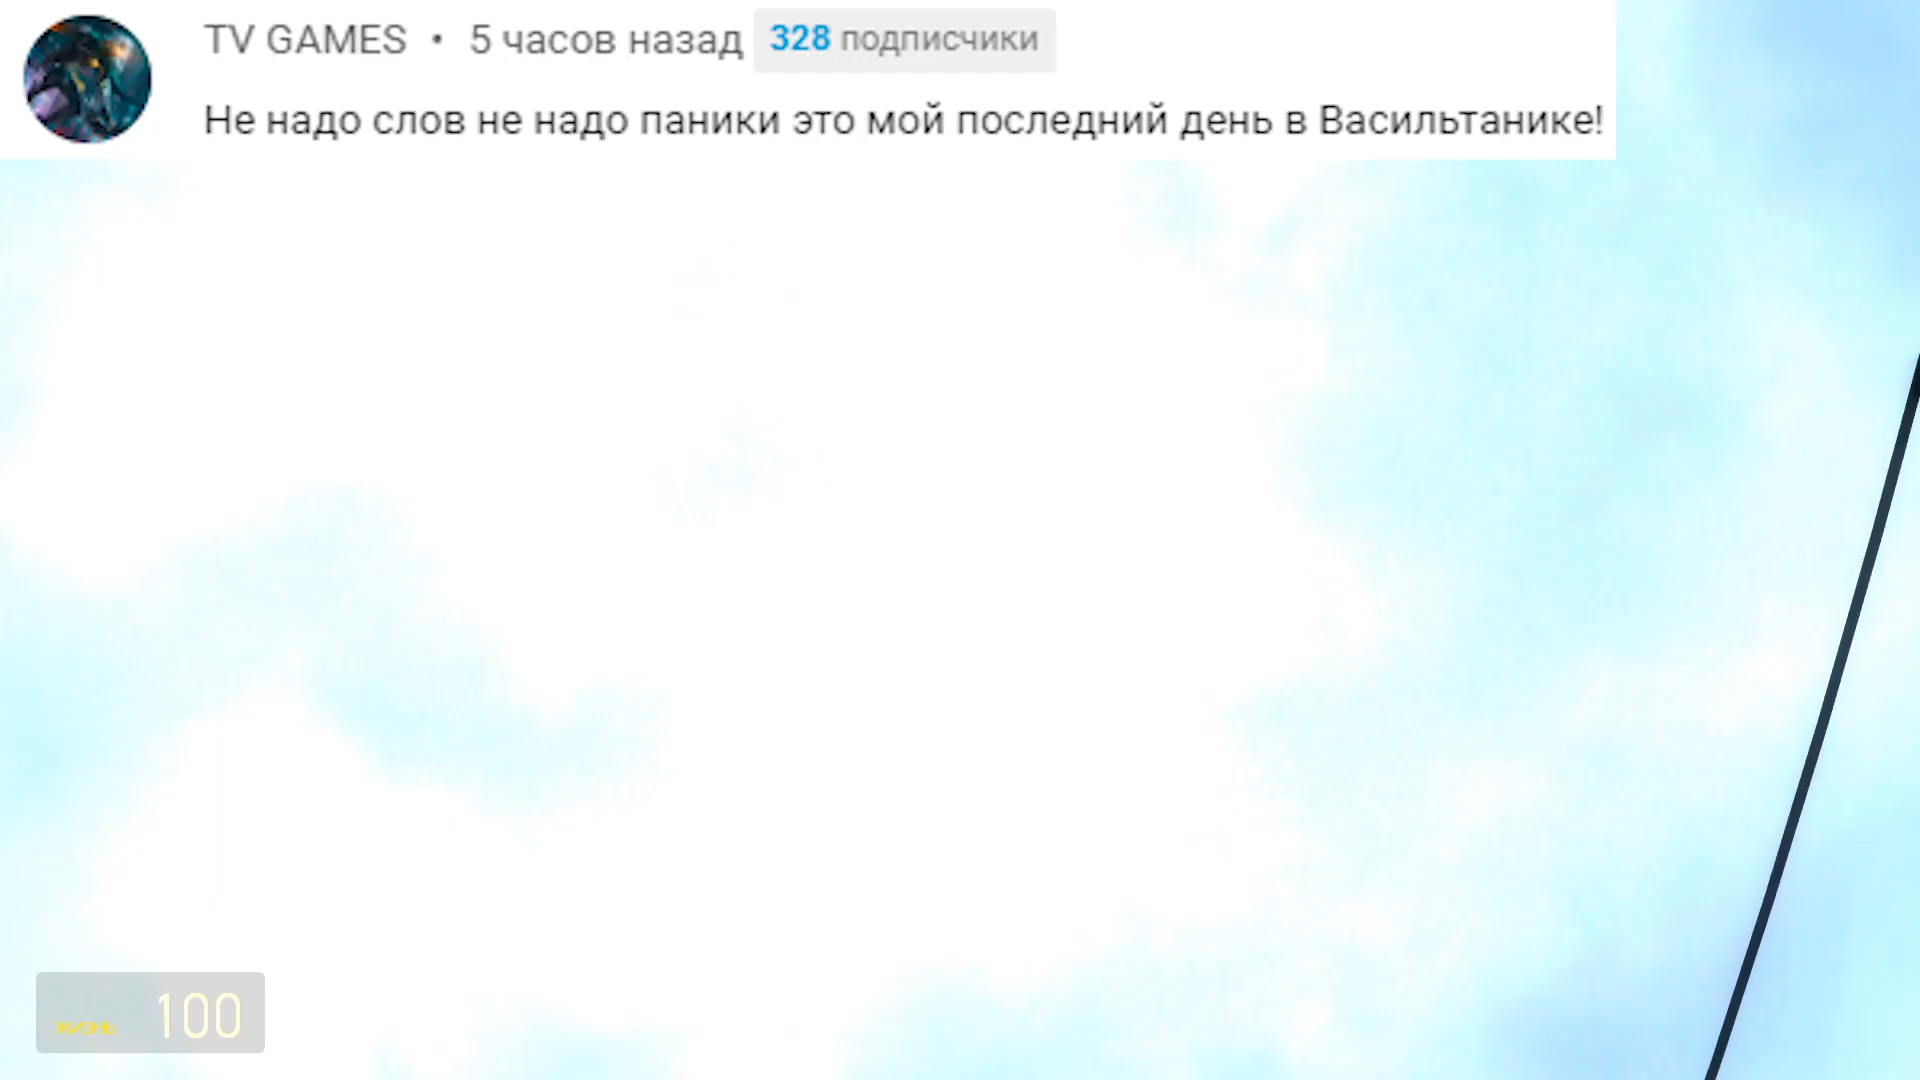 TV GAMES • 5 часов назад 328 подписчики
Не надо слов не надо паники это мой последний день в Васильтанике!
жизнь 100